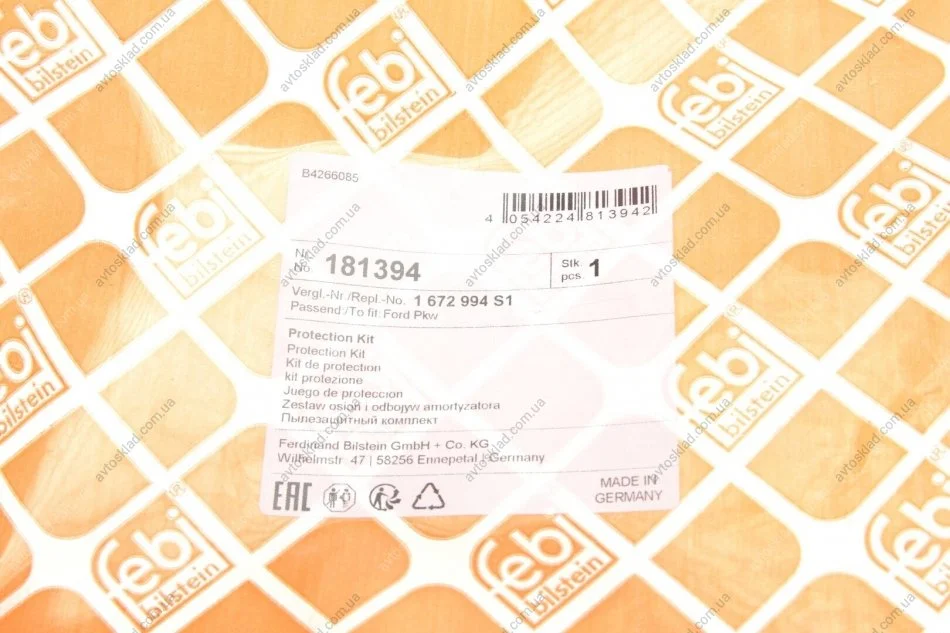 febi
bilstein
B4266085
4 054224 813942
Nr.
No. 181394
Stk.
pcs. 1
Vergl.-Nr./Repl.-No. 1 672 994 S1
Passend:/To fit: Ford Pkw
Protection Kit
Protection Kit
Kit de protection
kit protezione
Juego de protección
Zestaw osłon i odbojyw amortyzatora
Пылезащитный комплект
Ferdinand Bilstein GmbH + Co. KG
Wilhelmstr. 47 | 58256 Ennepetal | Germany
EAC
MADE IN
GERMANY
avtosklad.com.ua